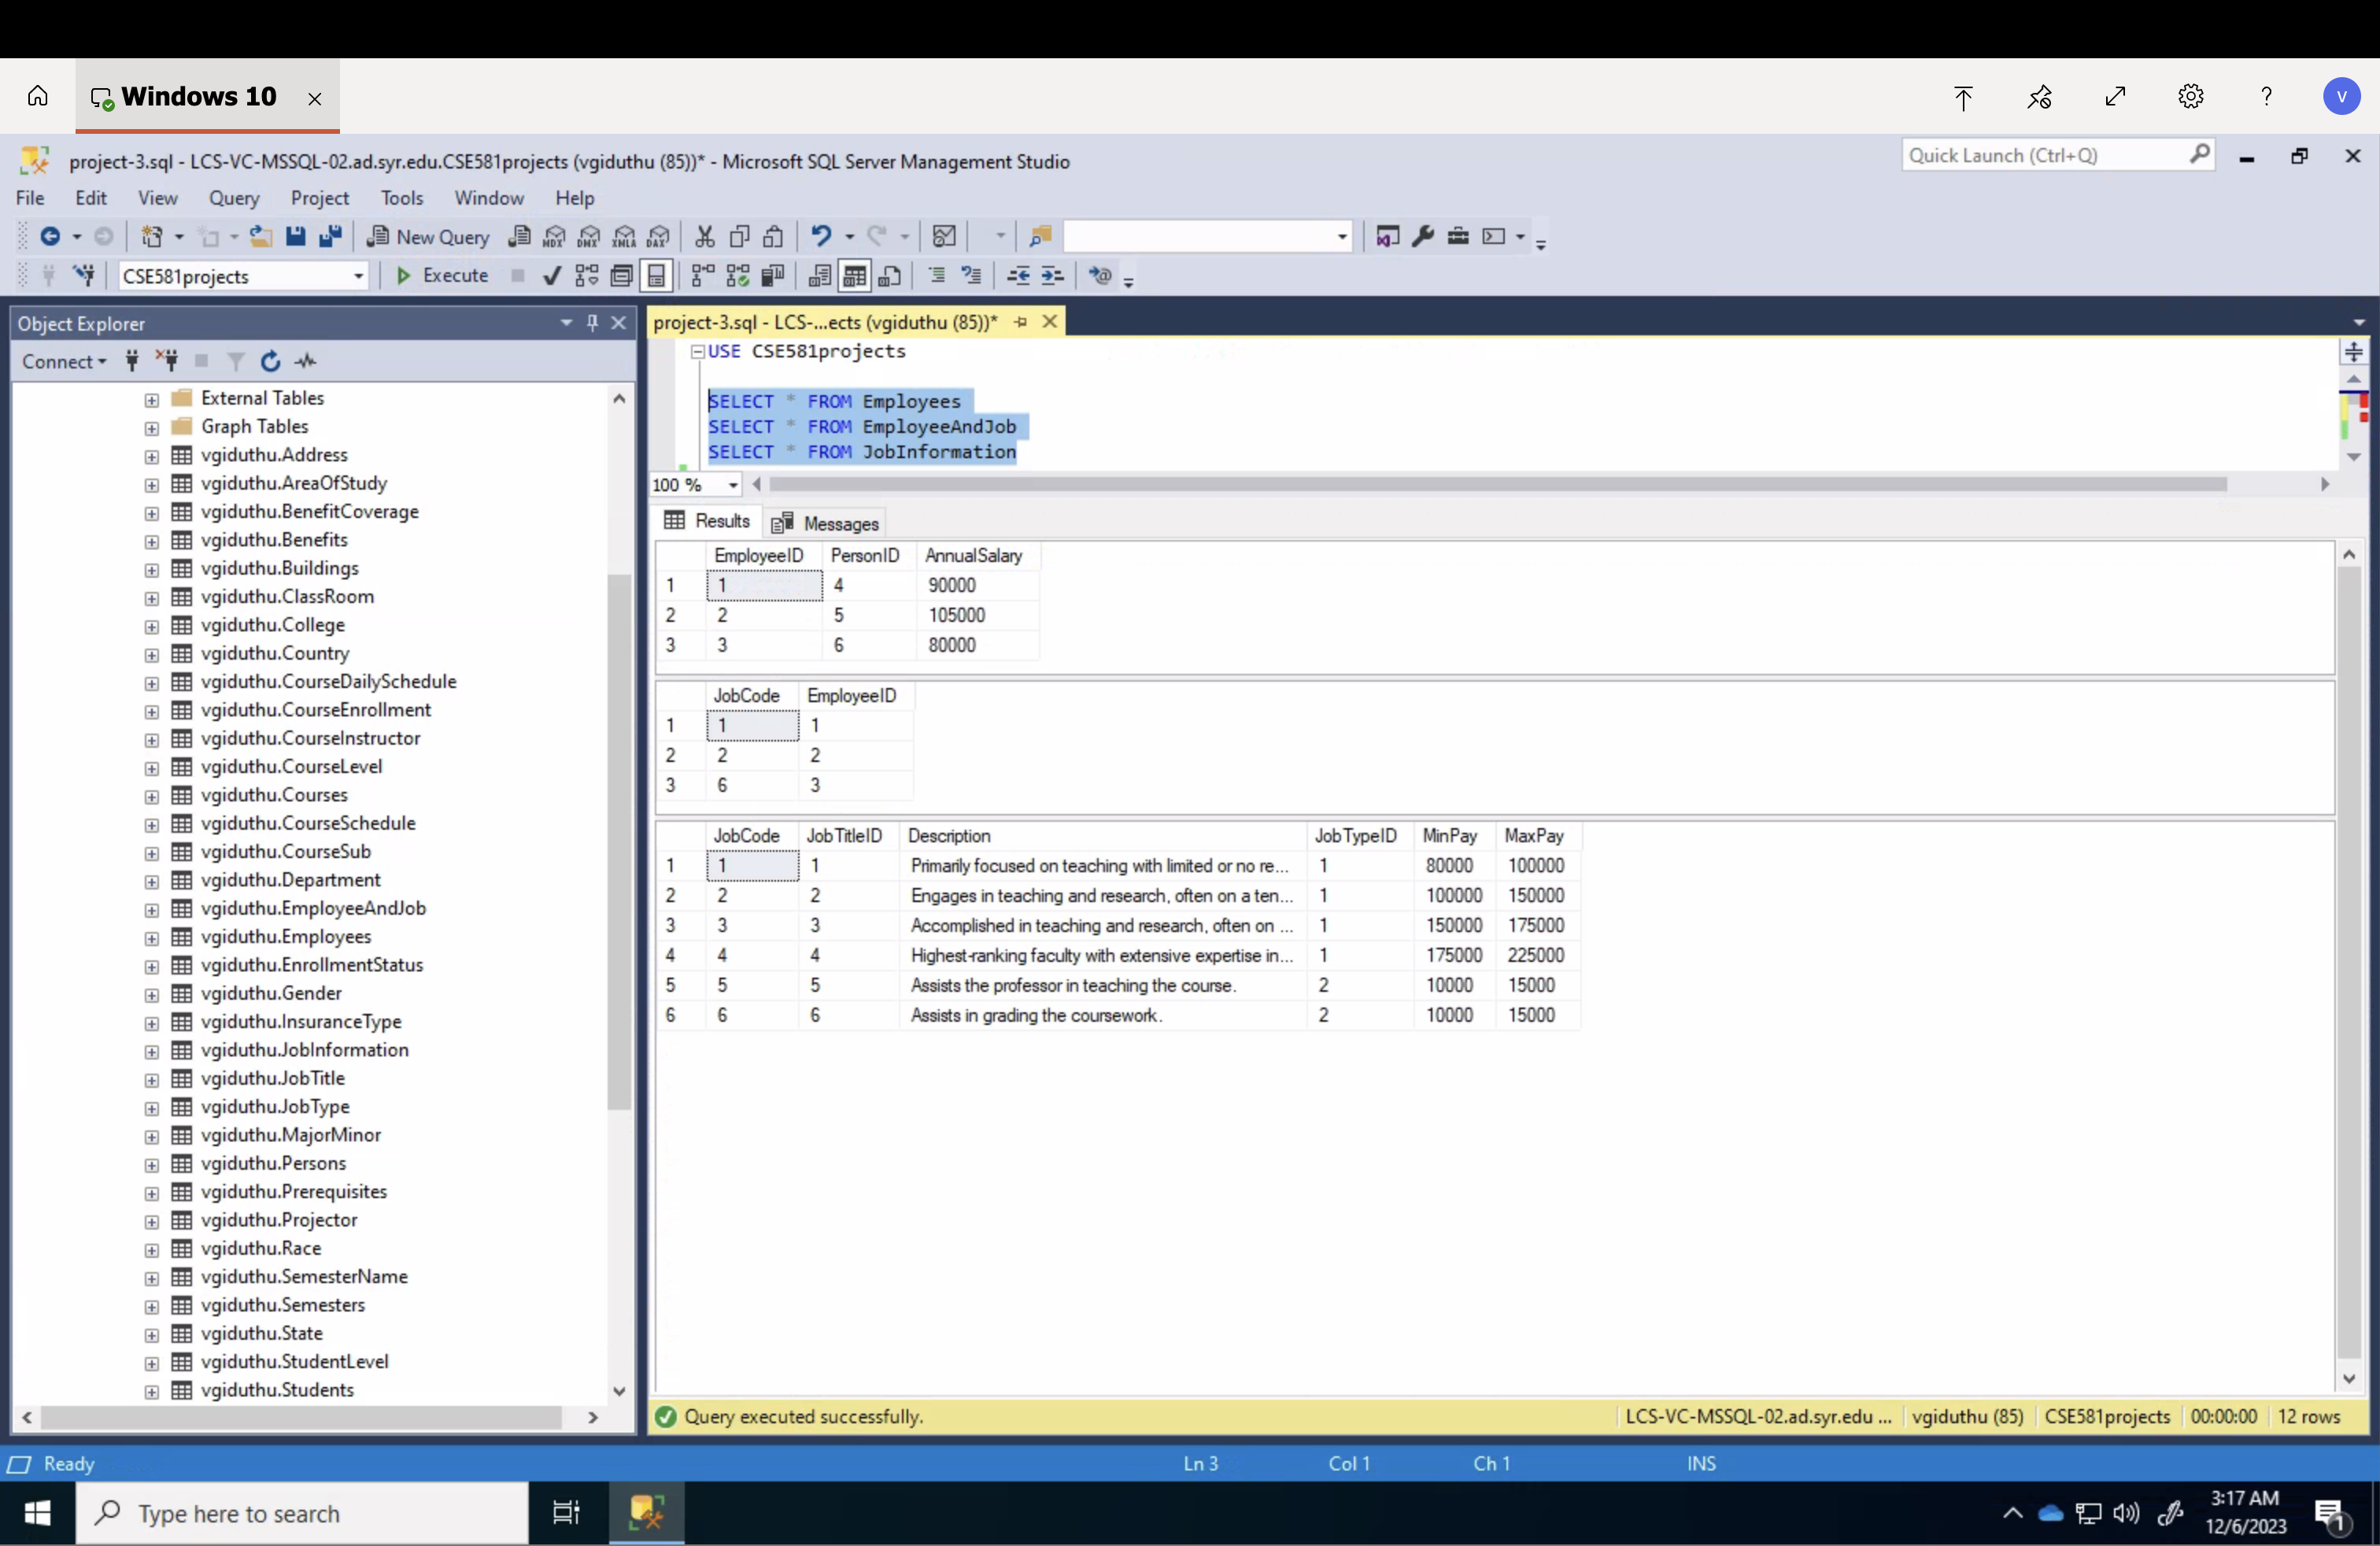 Windows 10
?
V
project-3.sql - LCS-VC-MSSQL-02.ad.syr.edu.CSE581projects (vgiduthu (85))* - Microsoft SQL Server Management Studio
Quick Launch (Ctrl+Q)
File Edit View Query Project Tools Window Help
New Query MDX DMX XMLA DAX
CSE581projects Execute
Object Explorer
Connect
External Tables
Graph Tables
vgiduthu.Address
vgiduthu.AreaOfStudy
vgiduthu.BenefitCoverage
vgiduthu.Benefits
vgiduthu.Buildings
vgiduthu.ClassRoom
vgiduthu.College
vgiduthu.Country
vgiduthu.CourseDailySchedule
vgiduthu.CourseEnrollment
vgiduthu.CourseInstructor
vgiduthu.CourseLevel
vgiduthu.Courses
vgiduthu.CourseSchedule
vgiduthu.CourseSub
vgiduthu.Department
vgiduthu.EmployeeAndJob
vgiduthu.Employees
vgiduthu.EnrollmentStatus
vgiduthu.Gender
vgiduthu.InsuranceType
vgiduthu.JobInformation
vgiduthu.JobTitle
vgiduthu.JobType
vgiduthu.MajorMinor
vgiduthu.Persons
vgiduthu.Prerequisites
vgiduthu.Projector
vgiduthu.Race
vgiduthu.SemesterName
vgiduthu.Semesters
vgiduthu.State
vgiduthu.StudentLevel
vgiduthu.Students
project-3.sql - LCS-...ects (vgiduthu (85))*
USE CSE581projects
SELECT * FROM Employees
SELECT * FROM EmployeeAndJob
SELECT * FROM JobInformation
100 %
Results Messages
EmployeeID PersonID AnnualSalary
1 1 4 90000
2 2 5 105000
3 3 6 80000
JobCode EmployeeID
1 1 1
2 2 2
3 6 3
JobCode JobTitleID Description JobTypeID MinPay MaxPay
1 1 1 Primarily focused on teaching with limited or no re... 1 80000 100000
2 2 2 Engages in teaching and research, often on a ten... 1 100000 150000
3 3 3 Accomplished in teaching and research, often on ... 1 150000 175000
4 4 4 Highest-ranking faculty with extensive expertise in... 1 175000 225000
5 5 5 Assists the professor in teaching the course. 2 10000 15000
6 6 6 Assists in grading the coursework. 2 10000 15000
Query executed successfully. LCS-VC-MSSQL-02.ad.syr.edu ... vgiduthu (85) CSE581projects 00:00:00 12 rows
Ready Ln 3 Col 1 Ch 1 INS
Type here to search
3:17 AM
12/6/2023
1